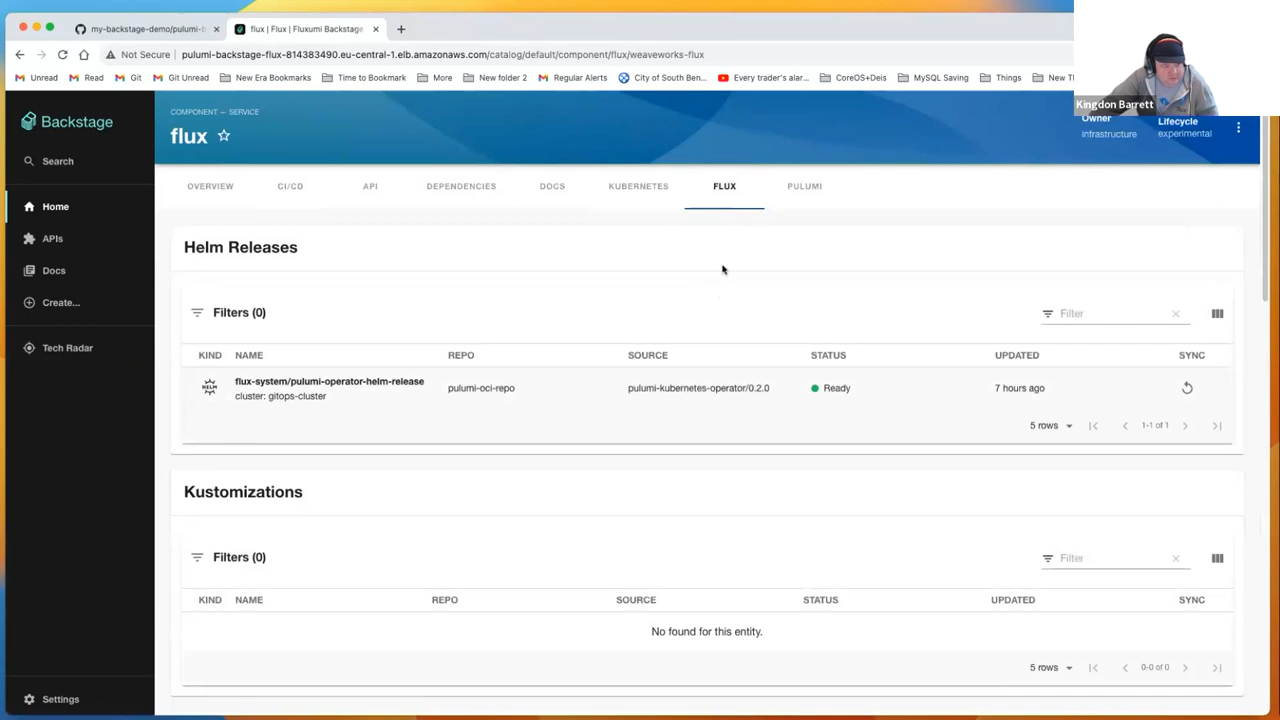 my-backstage-demo/pulumi-b
flux | Flux | Fluxumi Backstage
Not Secure
pulumi-backstage-flux-814383490.eu-central-1.elb.amazonaws.com/catalog/default/component/flux/weaveworks-flux
Unread
Read
Git
Git Unread
New Era Bookmarks
Time to Bookmark
More
New folder 2
Regular Alerts
City of South Ben...
Every trader's alar...
CoreOS+Deis
MySQL Saving
Things
New T
Kingdon Barrett
Backstage
Search
Home
APIs
Docs
Create...
Tech Radar
Settings
COMPONENT — SERVICE
flux
Owner
infrastructure
Lifecycle
experimental
OVERVIEW
CI/CD
API
DEPENDENCIES
DOCS
KUBERNETES
FLUX
PULUMI
Helm Releases
Filters (0)
Filter
KIND NAME REPO SOURCE STATUS UPDATED SYNC
HELM
flux-system/pulumi-operator-helm-release
cluster: gitops-cluster
pulumi-oci-repo
pulumi-kubernetes-operator/0.2.0
Ready
7 hours ago
5 rows
1-1 of 1
Kustomizations
Filters (0)
Filter
KIND NAME REPO SOURCE STATUS UPDATED SYNC
No found for this entity.
5 rows
0-0 of 0